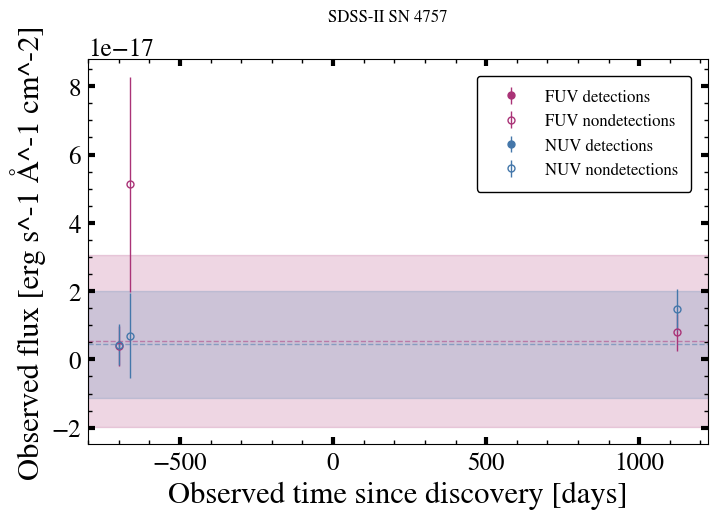 SDSS-II SN 4757
1e−17
Observed flux [erg s^-1 Å^-1 cm^-2]
8
6
4
2
0
−2
FUV detections
FUV nondetections
NUV detections
NUV nondetections
−500 0 500 1000
Observed time since discovery [days]